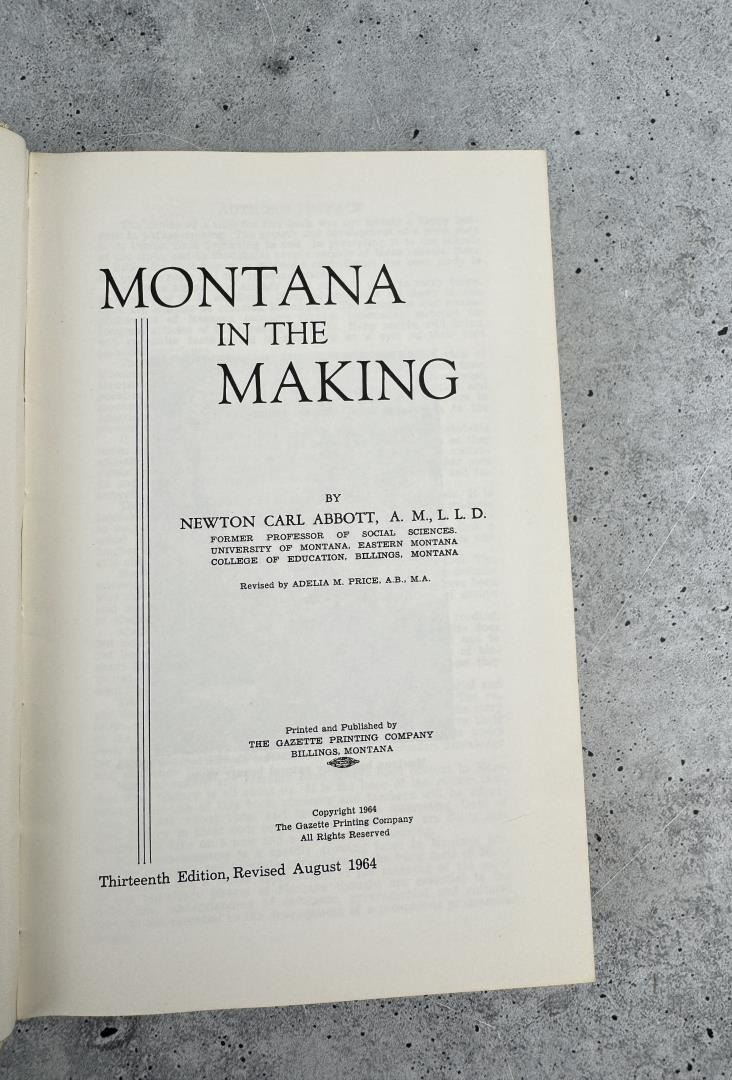 MONTANA
IN THE
MAKING
BY
NEWTON CARL ABBOTT, A. M., L. L. D.
FORMER PROFESSOR OF SOCIAL SCIENCES.
UNIVERSITY OF MONTANA, EASTERN MONTANA
COLLEGE OF EDUCATION, BILLINGS, MONTANA
Revised by ADELIA M. PRICE, A.B., M.A.
Printed and Published by
THE GAZETTE PRINTING COMPANY
BILLINGS, MONTANA
Copyright 1964
The Gazette Printing Company
All Rights Reserved
Thirteenth Edition, Revised August 1964